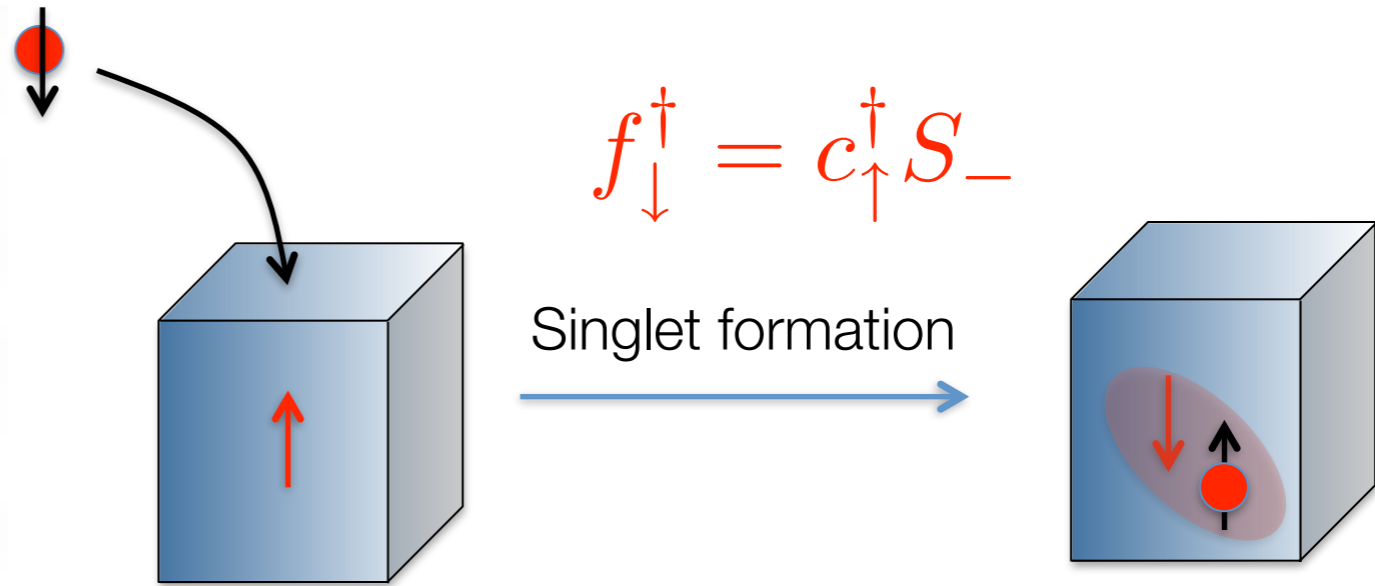 f†↓ = c†↑ S−
Singlet formation